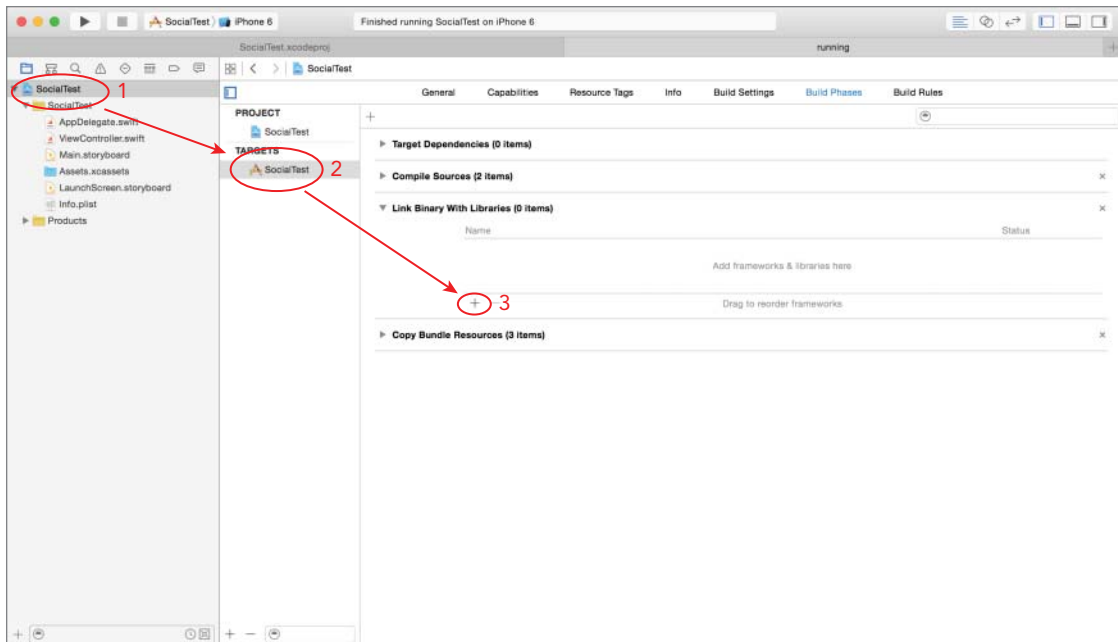 SocialTest
iPhone 6
Finished running SocialTest on iPhone 6
SocialTest.xcodeproj
running
SocialTest
SocialTest 1
SocialTest
AppDelegate.swift
ViewController.swift
Main.storyboard
Assets.xcassets
LaunchScreen.storyboard
Info.plist
Products
General Capabilities Resource Tags Info Build Settings Build Phases Build Rules
PROJECT
SocialTest
TARGETS
SocialTest 2
+
Target Dependencies (0 items)
Compile Sources (2 items)
Link Binary With Libraries (0 items)
Name Status
Add frameworks & libraries here
+ 3
Drag to reorder frameworks
Copy Bundle Resources (3 items)